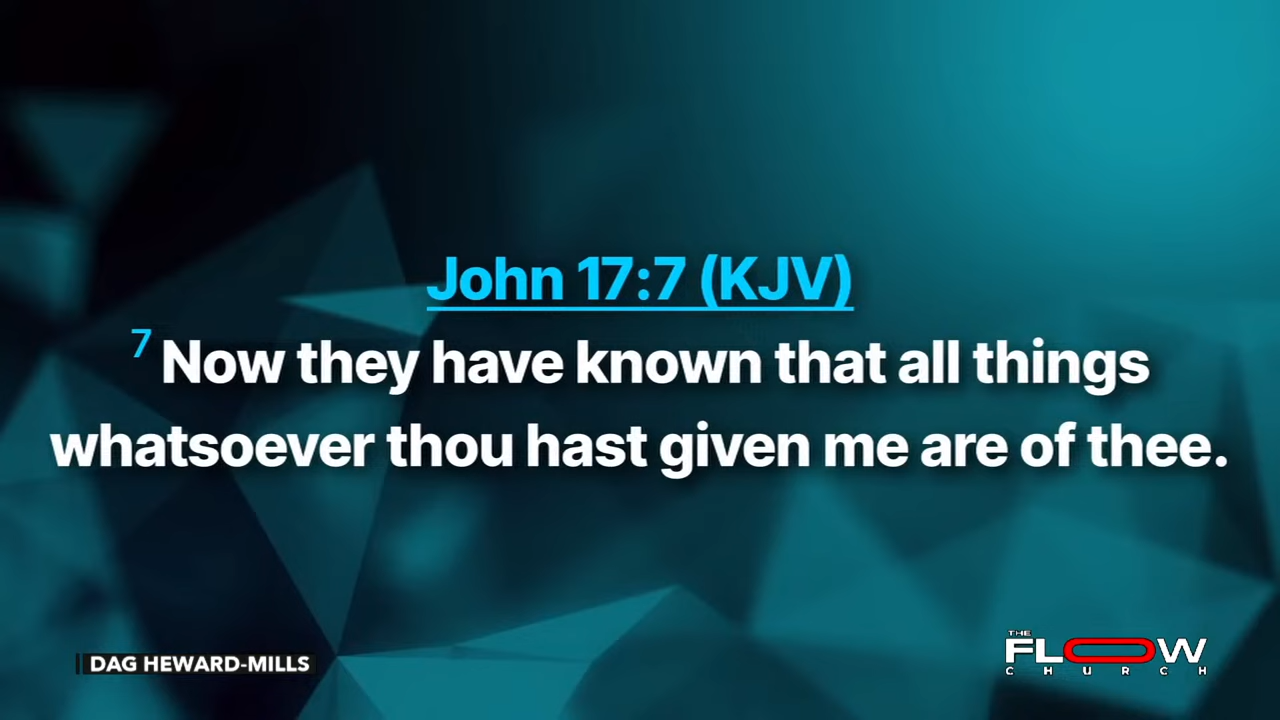 John 17:7 (KJV)
7 Now they have known that all things
whatsoever thou hast given me are of thee.
DAG HEWARD-MILLS
THE
FLOW
CHURCH